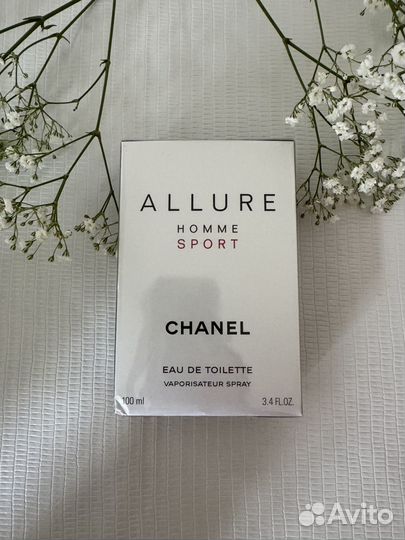 ALLURE
HOMME
SPORT
CHANEL
EAU DE TOILETTE
VAPORISATEUR SPRAY
100 ml 3.4 FL.OZ.
Avito